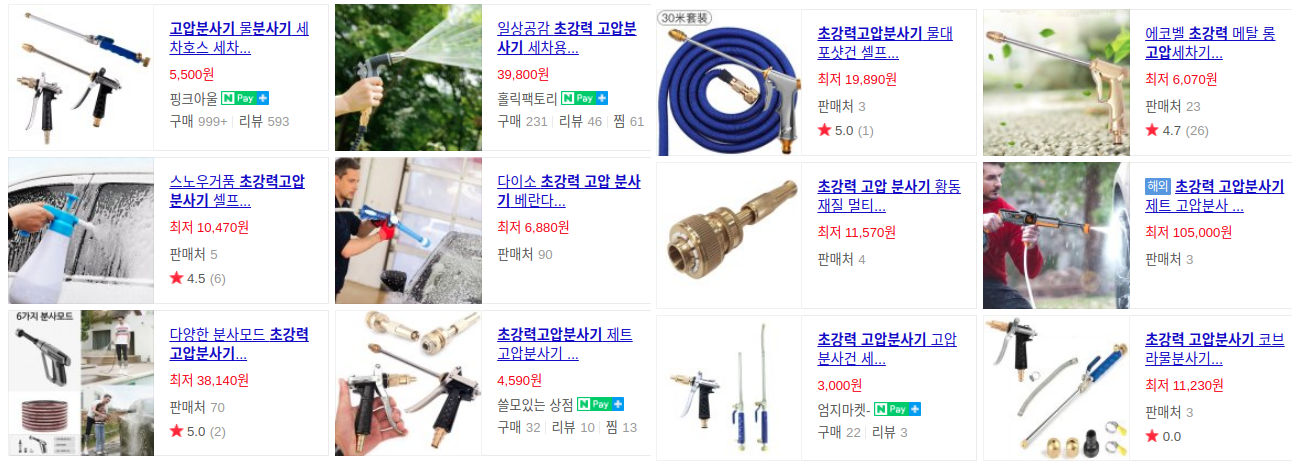 고압분사기 물분사기 세
차호스 세차...
5,500원
핑크아울 N Pay +
구매 999+ 리뷰 593
일상공감 초강력 고압분
사기 세차용...
39,800원
홀릭팩토리 N Pay +
구매 231 리뷰 46 찜 61
30米套裝
초강력고압분사기 물대
포샷건 셀프...
최저 19,890원
판매처 3
★ 5.0 (1)
에코벨 초강력 메탈 롱
고압세차기...
최저 6,070원
판매처 23
★ 4.7 (26)
스노우거품 초강력고압
분사기 셀프...
최저 10,470원
판매처 5
★ 4.5 (6)
다이소 초강력 고압 분사
기 베란다...
최저 6,880원
판매처 90
초강력 고압 분사기 황동
재질 멀티...
최저 11,570원
판매처 4
해외 초강력 고압분사기
제트 고압분사 ...
최저 105,000원
판매처 3
6가지 분사모드
다양한 분사모드 초강력
고압분사기...
최저 38,140원
판매처 70
★ 5.0 (2)
초강력고압분사기 제트
고압분사기 ...
4,590원
쓸모있는 상점 N Pay +
구매 32 리뷰 10 찜 13
초강력 고압분사기 고압
분사건 세...
3,000원
엄지마켓- N Pay +
구매 22 리뷰 3
초강력 고압분사기 코브
라물분사기...
최저 11,230원
판매처 3
★ 0.0